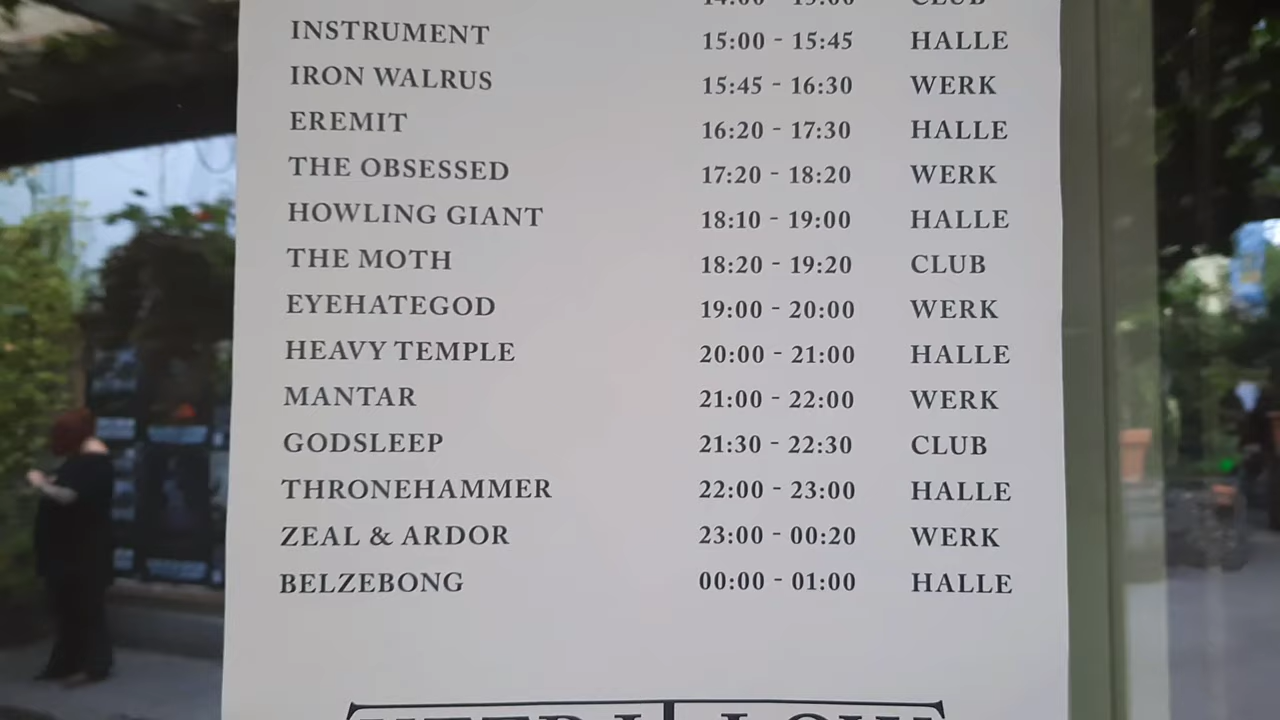 INSTRUMENT 15:00 - 15:45 HALLE
IRON WALRUS 15:45 - 16:30 WERK
EREMIT 16:20 - 17:30 HALLE
THE OBSESSED 17:20 - 18:20 WERK
HOWLING GIANT 18:10 - 19:00 HALLE
THE MOTH 18:20 - 19:20 CLUB
EYEHATEGOD 19:00 - 20:00 WERK
HEAVY TEMPLE 20:00 - 21:00 HALLE
MANTAR 21:00 - 22:00 WERK
GODSLEEP 21:30 - 22:30 CLUB
THRONEHAMMER 22:00 - 23:00 HALLE
ZEAL & ARDOR 23:00 - 00:20 WERK
BELZEBONG 00:00 - 01:00 HALLE